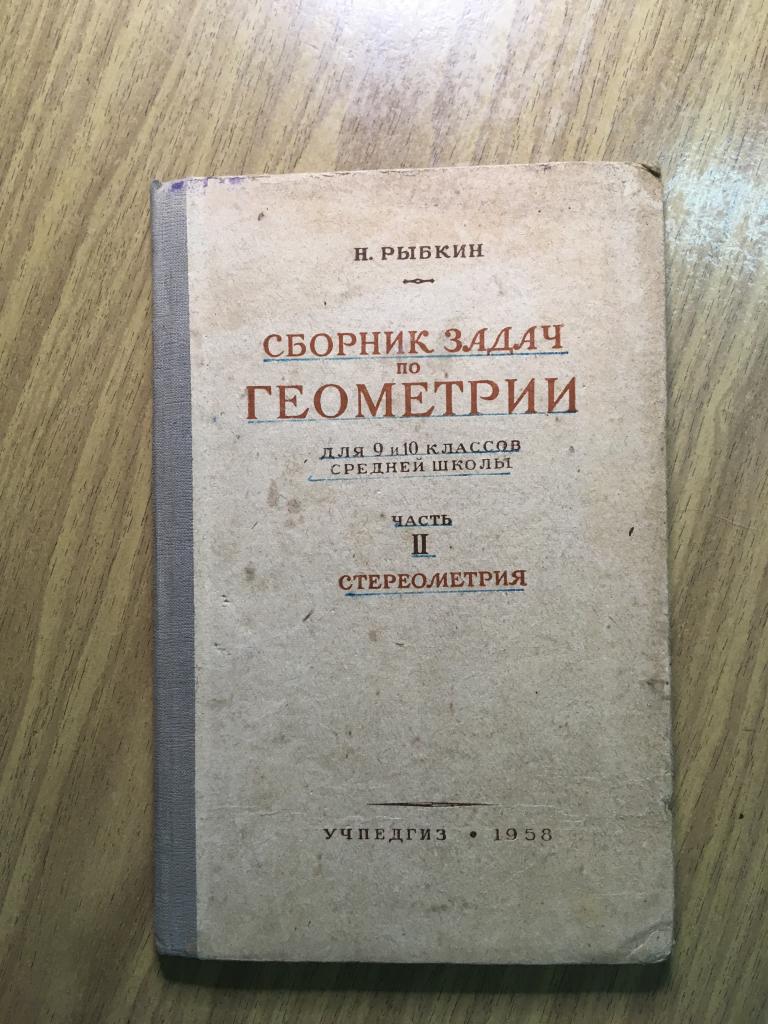 Н. РЫБКИН
СБОРНИК ЗАДАЧ
ПО
ГЕОМЕТРИИ
ДЛЯ 9 И 10 КЛАССОВ
СРЕДНЕЙ ШКОЛЫ
ЧАСТЬ
II
СТЕРЕОМЕТРИЯ
УЧПЕДГИЗ • 1958